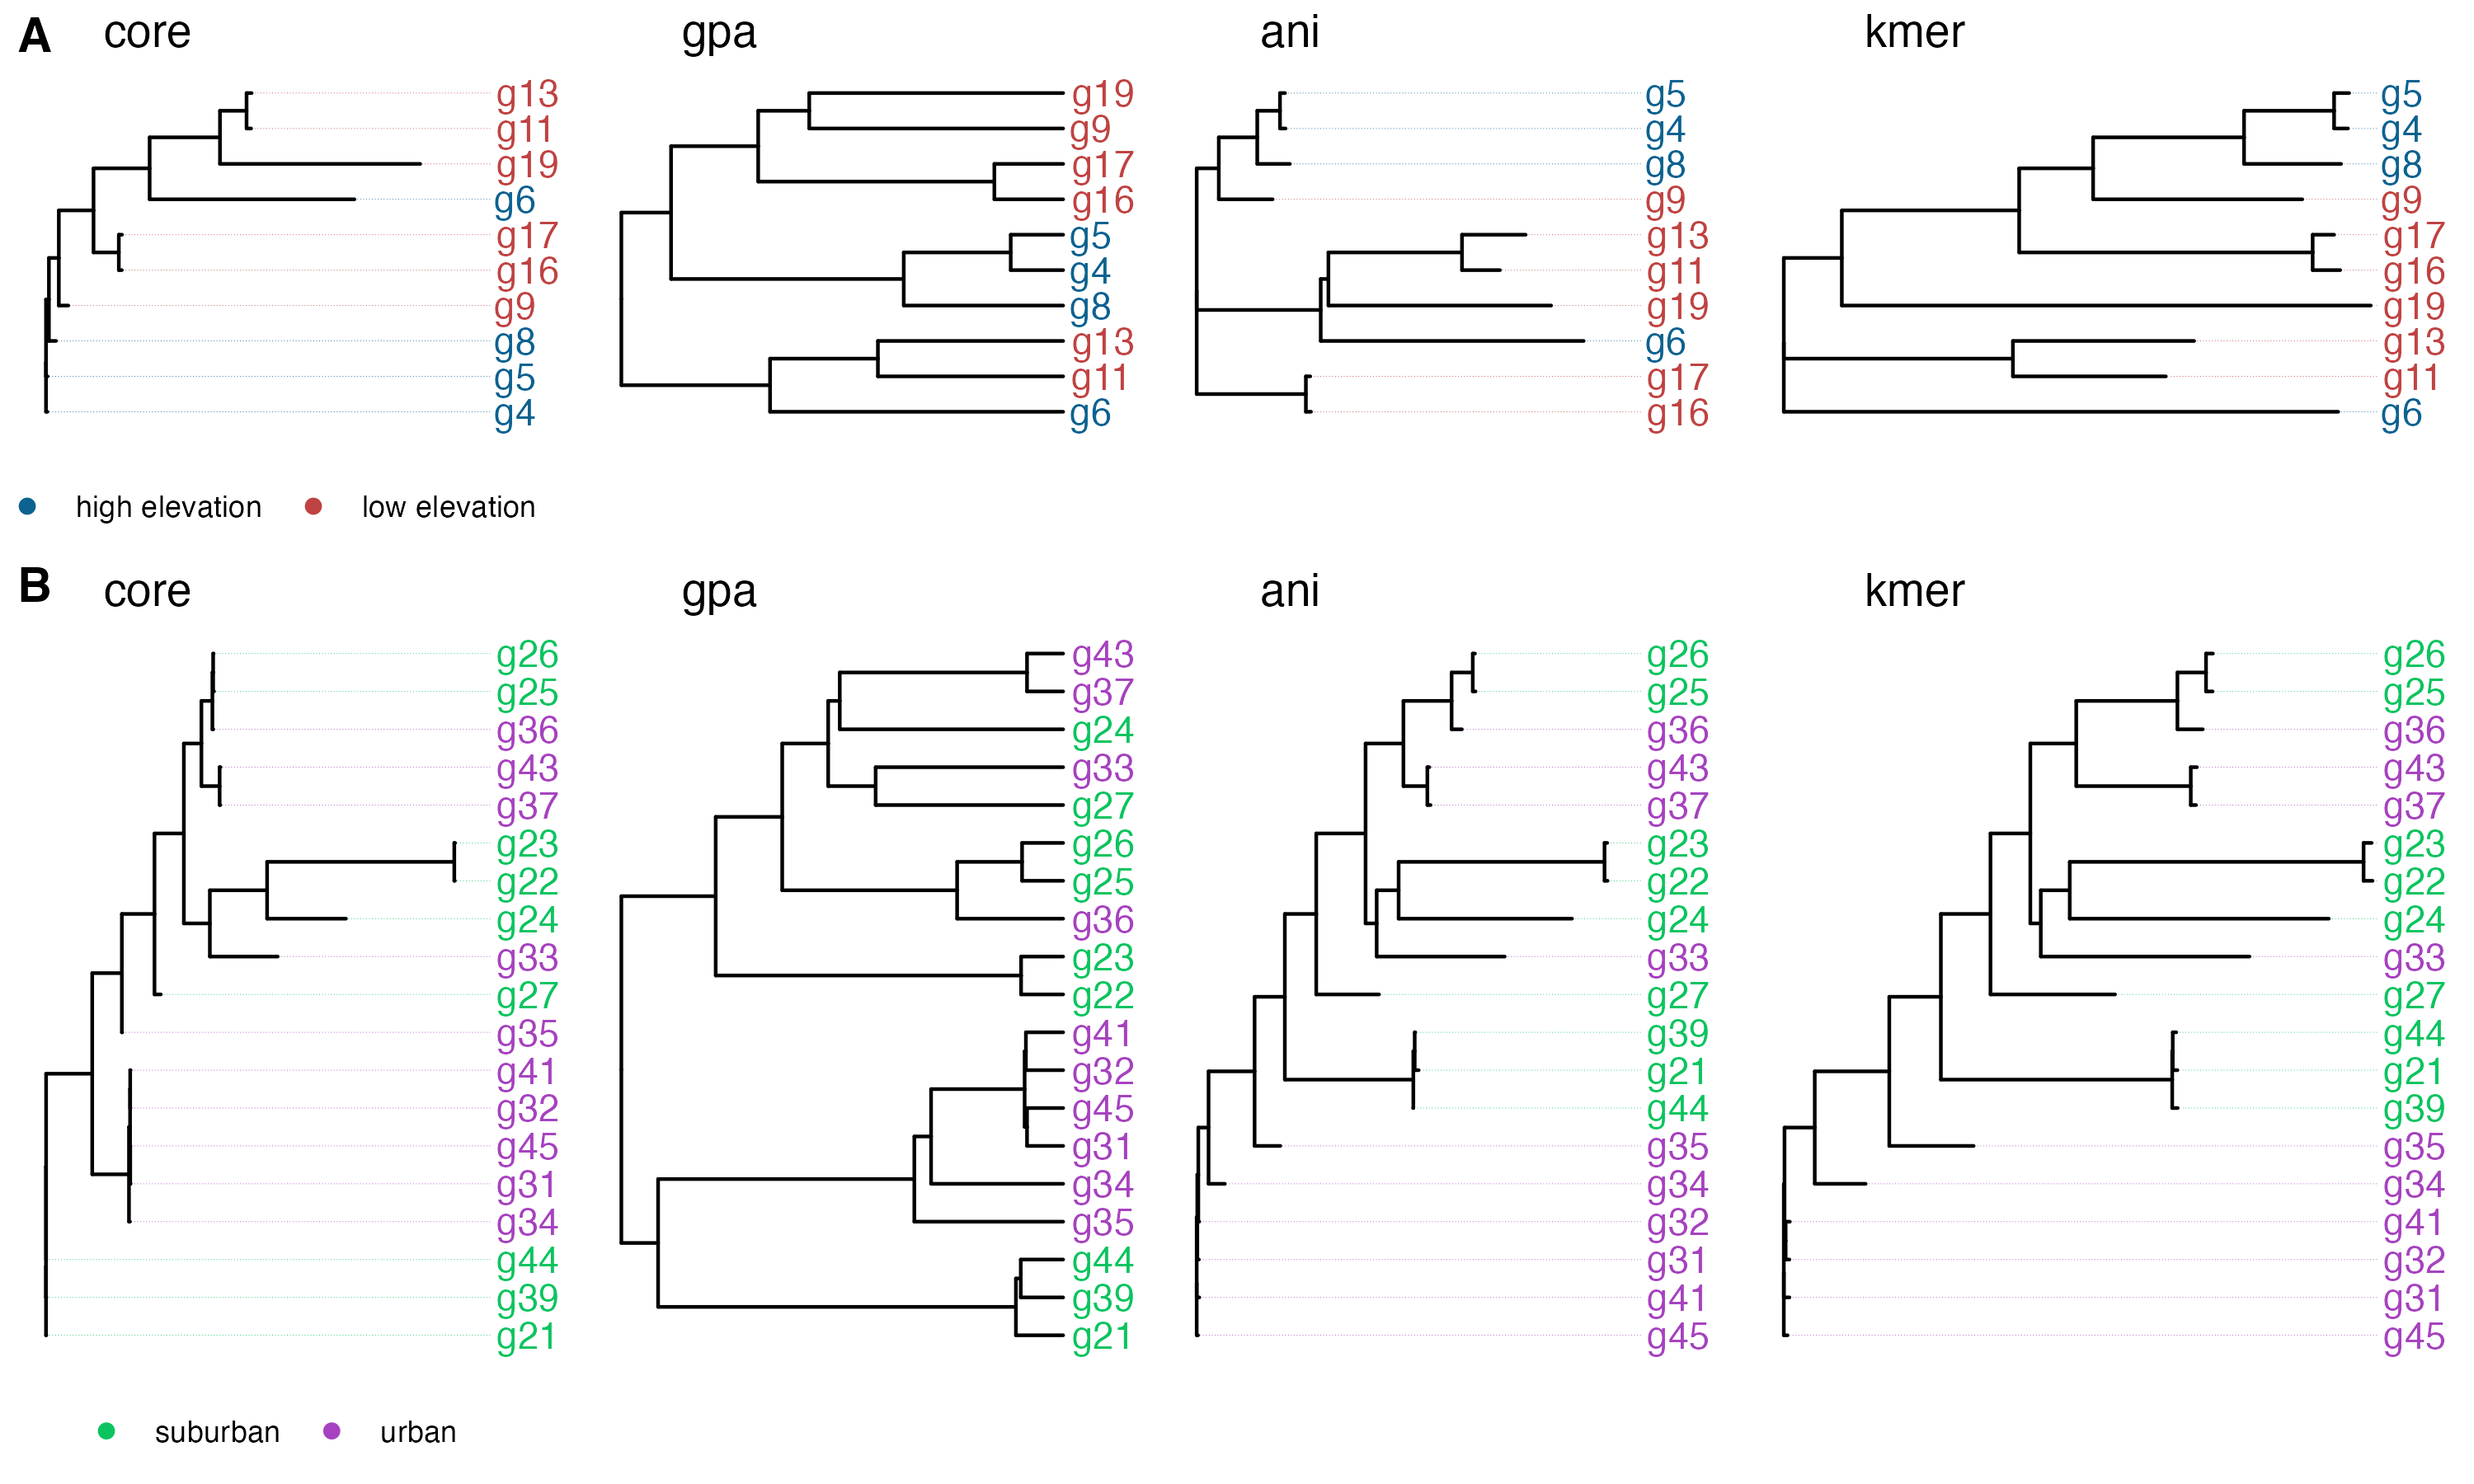 A core gpa ani kmer
g13 g19 g5 g5
g11 g9 g4 g4
g19 g17 g8 g8
g6 g16 g9 g9
g17 g5 g13 g17
g16 g4 g11 g16
g9 g8 g19 g19
g8 g13 g6 g13
g5 g11 g17 g11
g4 g6 g16 g6
high elevation low elevation
B core gpa ani kmer
g26 g43 g26 g26
g25 g37 g25 g25
g36 g24 g36 g36
g43 g33 g43 g43
g37 g27 g37 g37
g23 g26 g23 g23
g22 g25 g22 g22
g24 g36 g24 g24
g33 g23 g33 g33
g27 g22 g27 g27
g35 g41 g39 g44
g41 g32 g21 g21
g32 g45 g44 g39
g45 g31 g35 g35
g31 g34 g34 g34
g34 g35 g32 g41
g44 g44 g31 g32
g39 g39 g41 g31
g21 g21 g45 g45
suburban urban